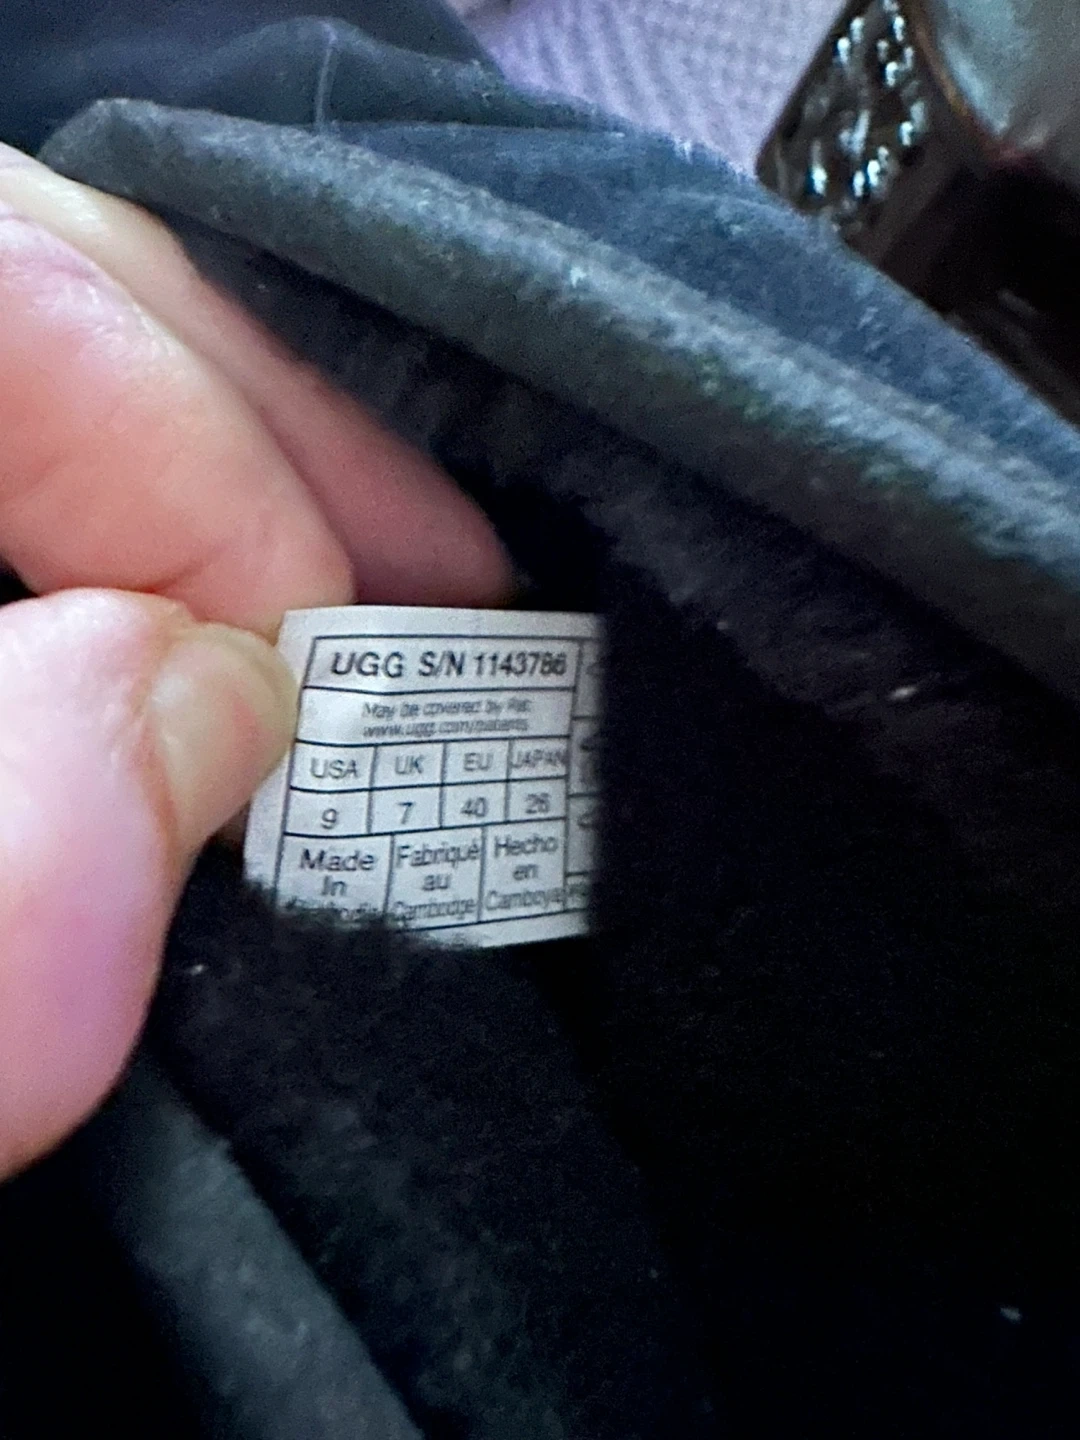 UGG S/N 1143786
May be covered by Pat:
www.ugg.com/patents
USA UK EU JAPAN
9 7 40 26
Made Fabriqué Hecho
In au en
Cambodge Camboya